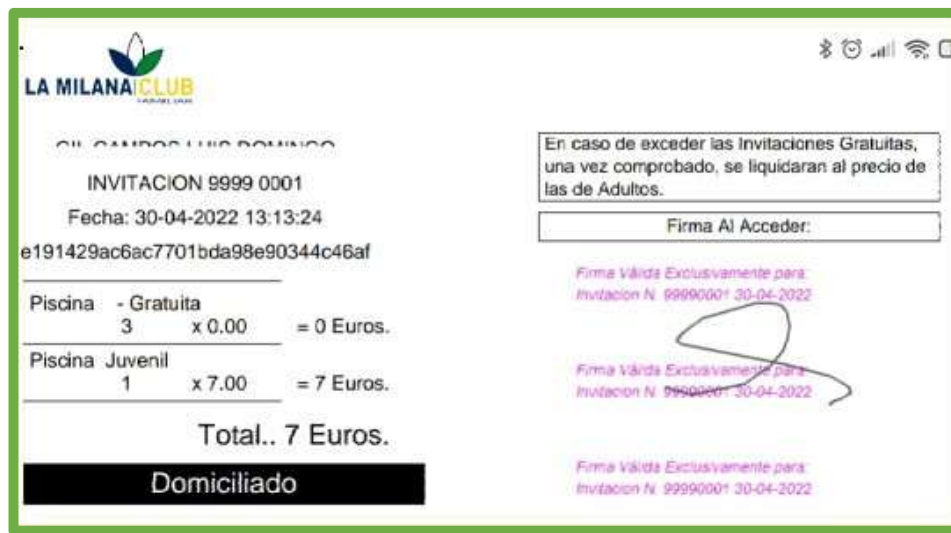 LA MILANA CLUB
GIL CAMPOS LUIS DOMINGO
INVITACION 9999 0001
Fecha: 30-04-2022 13:13:24
e191429ac6ac7701bda98e90344c46af
Piscina - Gratuita
3 x 0.00 = 0 Euros.
Piscina Juvenil
1 x 7.00 = 7 Euros.
Total.. 7 Euros.
Domiciliado
En caso de exceder las Invitaciones Gratuitas,
una vez comprobado, se liquidaran al precio de
las de Adultos.
Firma Al Acceder:
Firma Válida Exclusivamente para:
Invitacion N. 99990001 30-04-2022
Firma Válida Exclusivamente para:
Invitacion N. 99990001 30-04-2022
Firma Válida Exclusivamente para:
Invitacion N. 99990001 30-04-2022